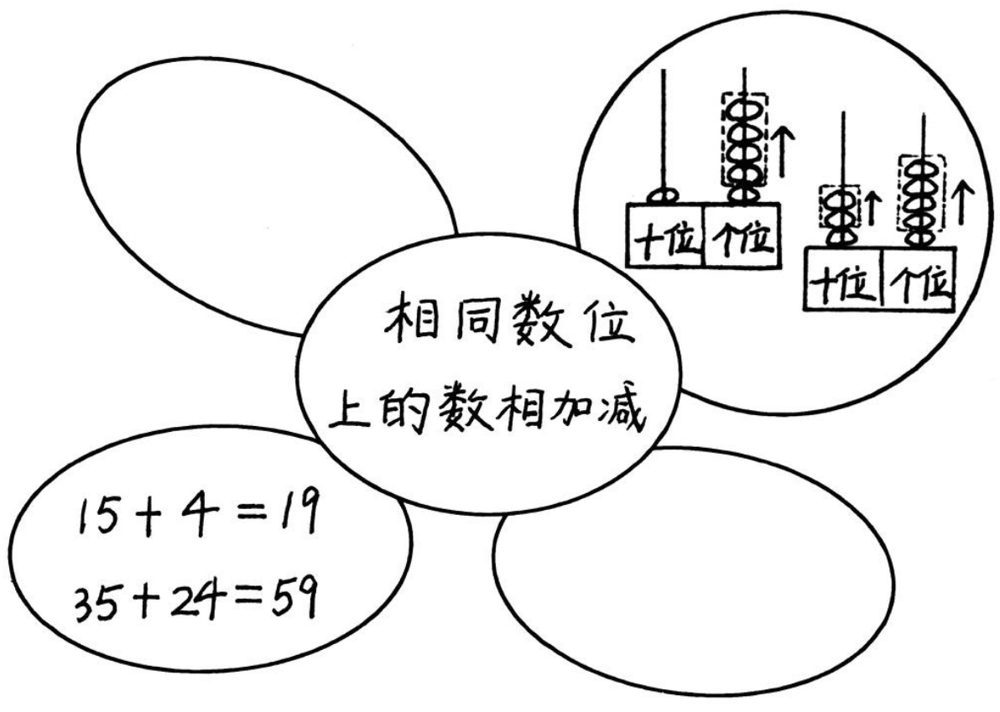 十位 个位
十位 个位
相同数位
上的数相加减
15+4=19
35+24=59